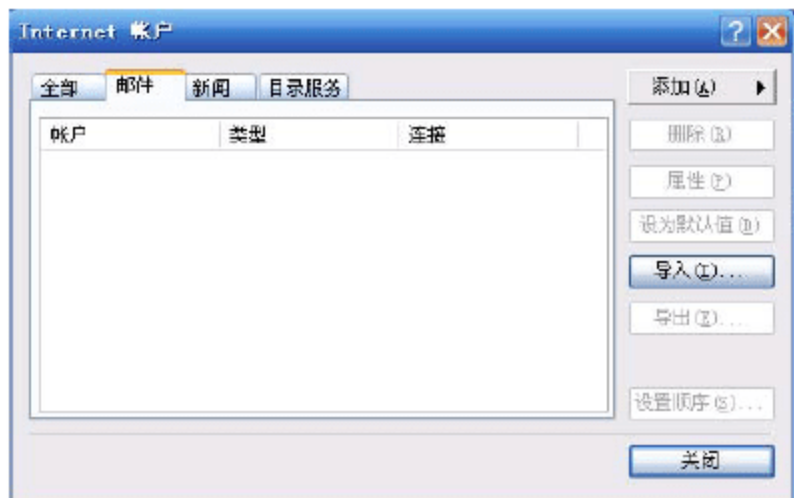 Internet 帐户
全部 邮件 新闻 目录服务
帐户 类型 连接
添加(A)
删除(R)
属性(P)
设为默认值(D)
导入(I)...
导出(E)...
设置顺序(S)...
关闭